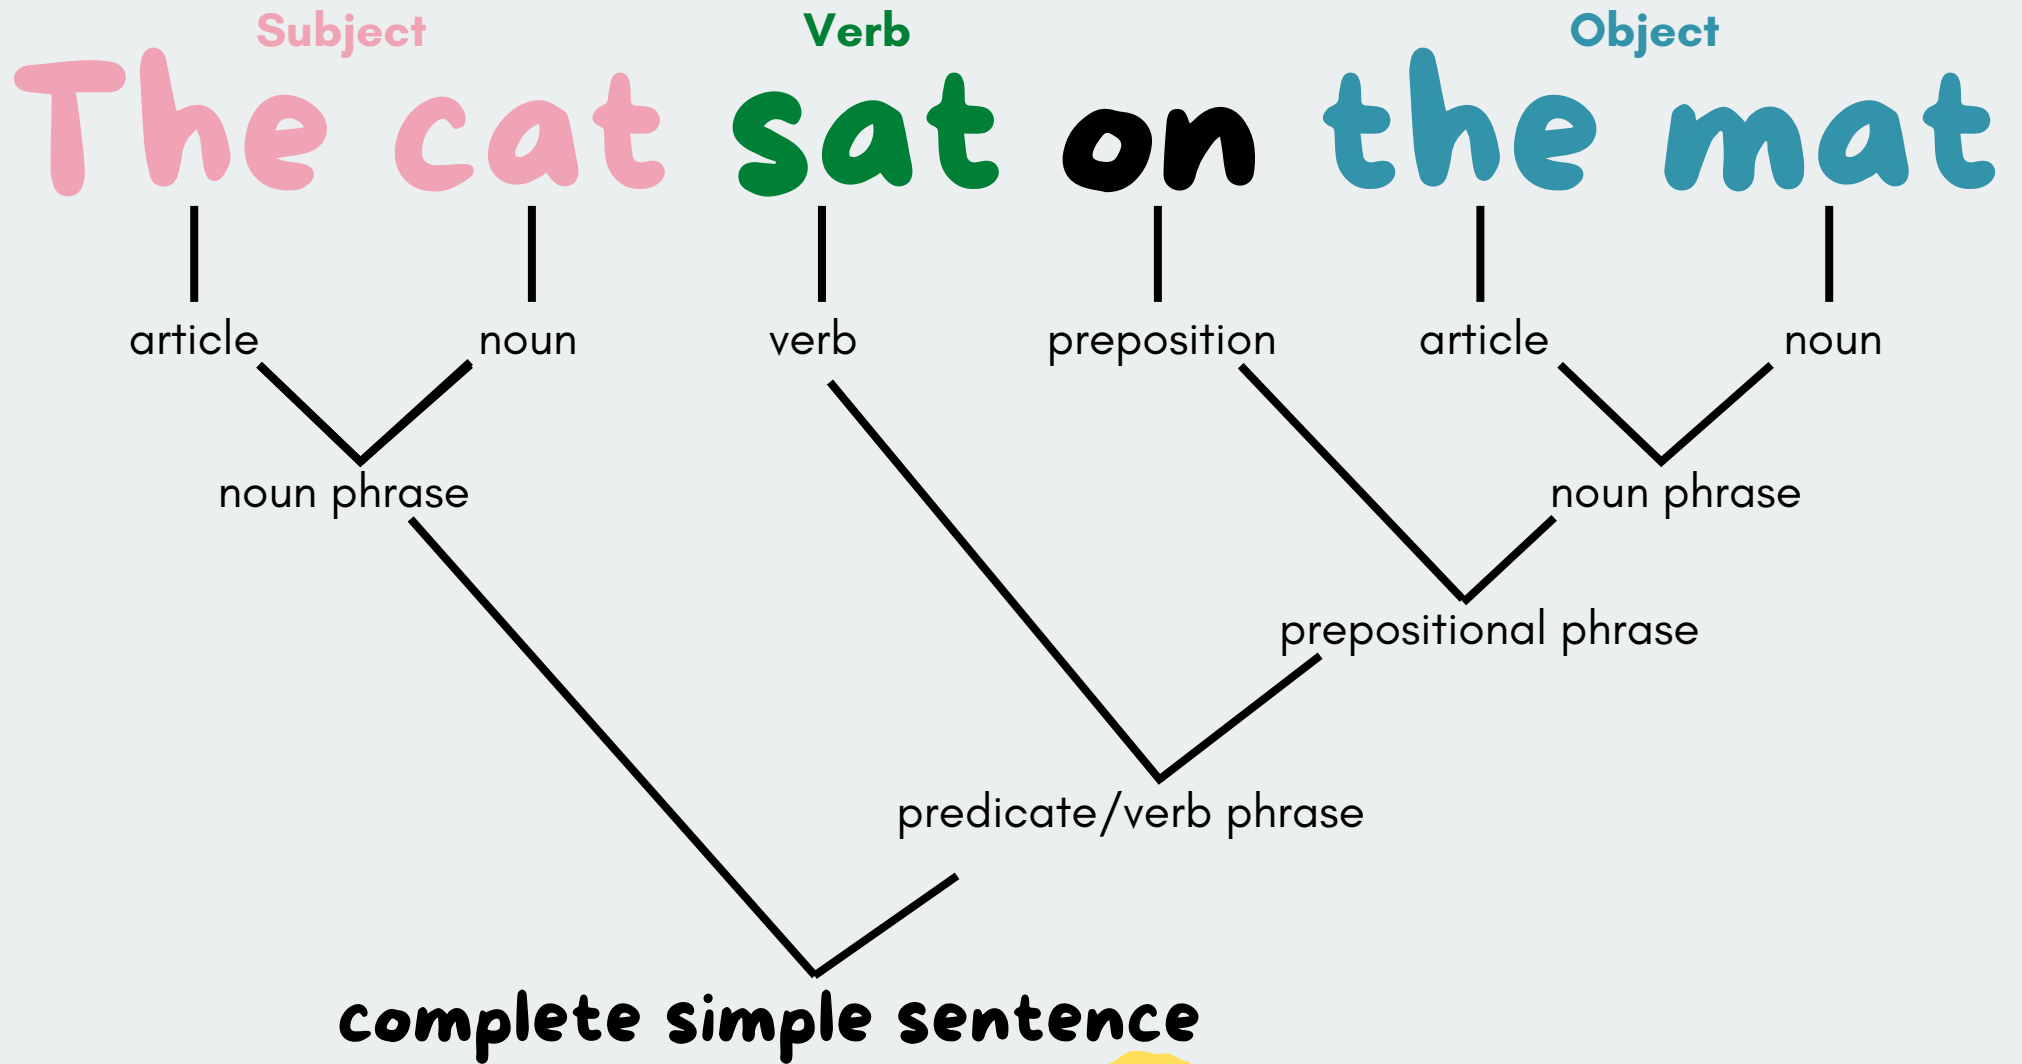 Subject Verb Object
The cat sat on the mat
article noun verb preposition article noun
noun phrase noun phrase
prepositional phrase
predicate/verb phrase
complete simple sentence